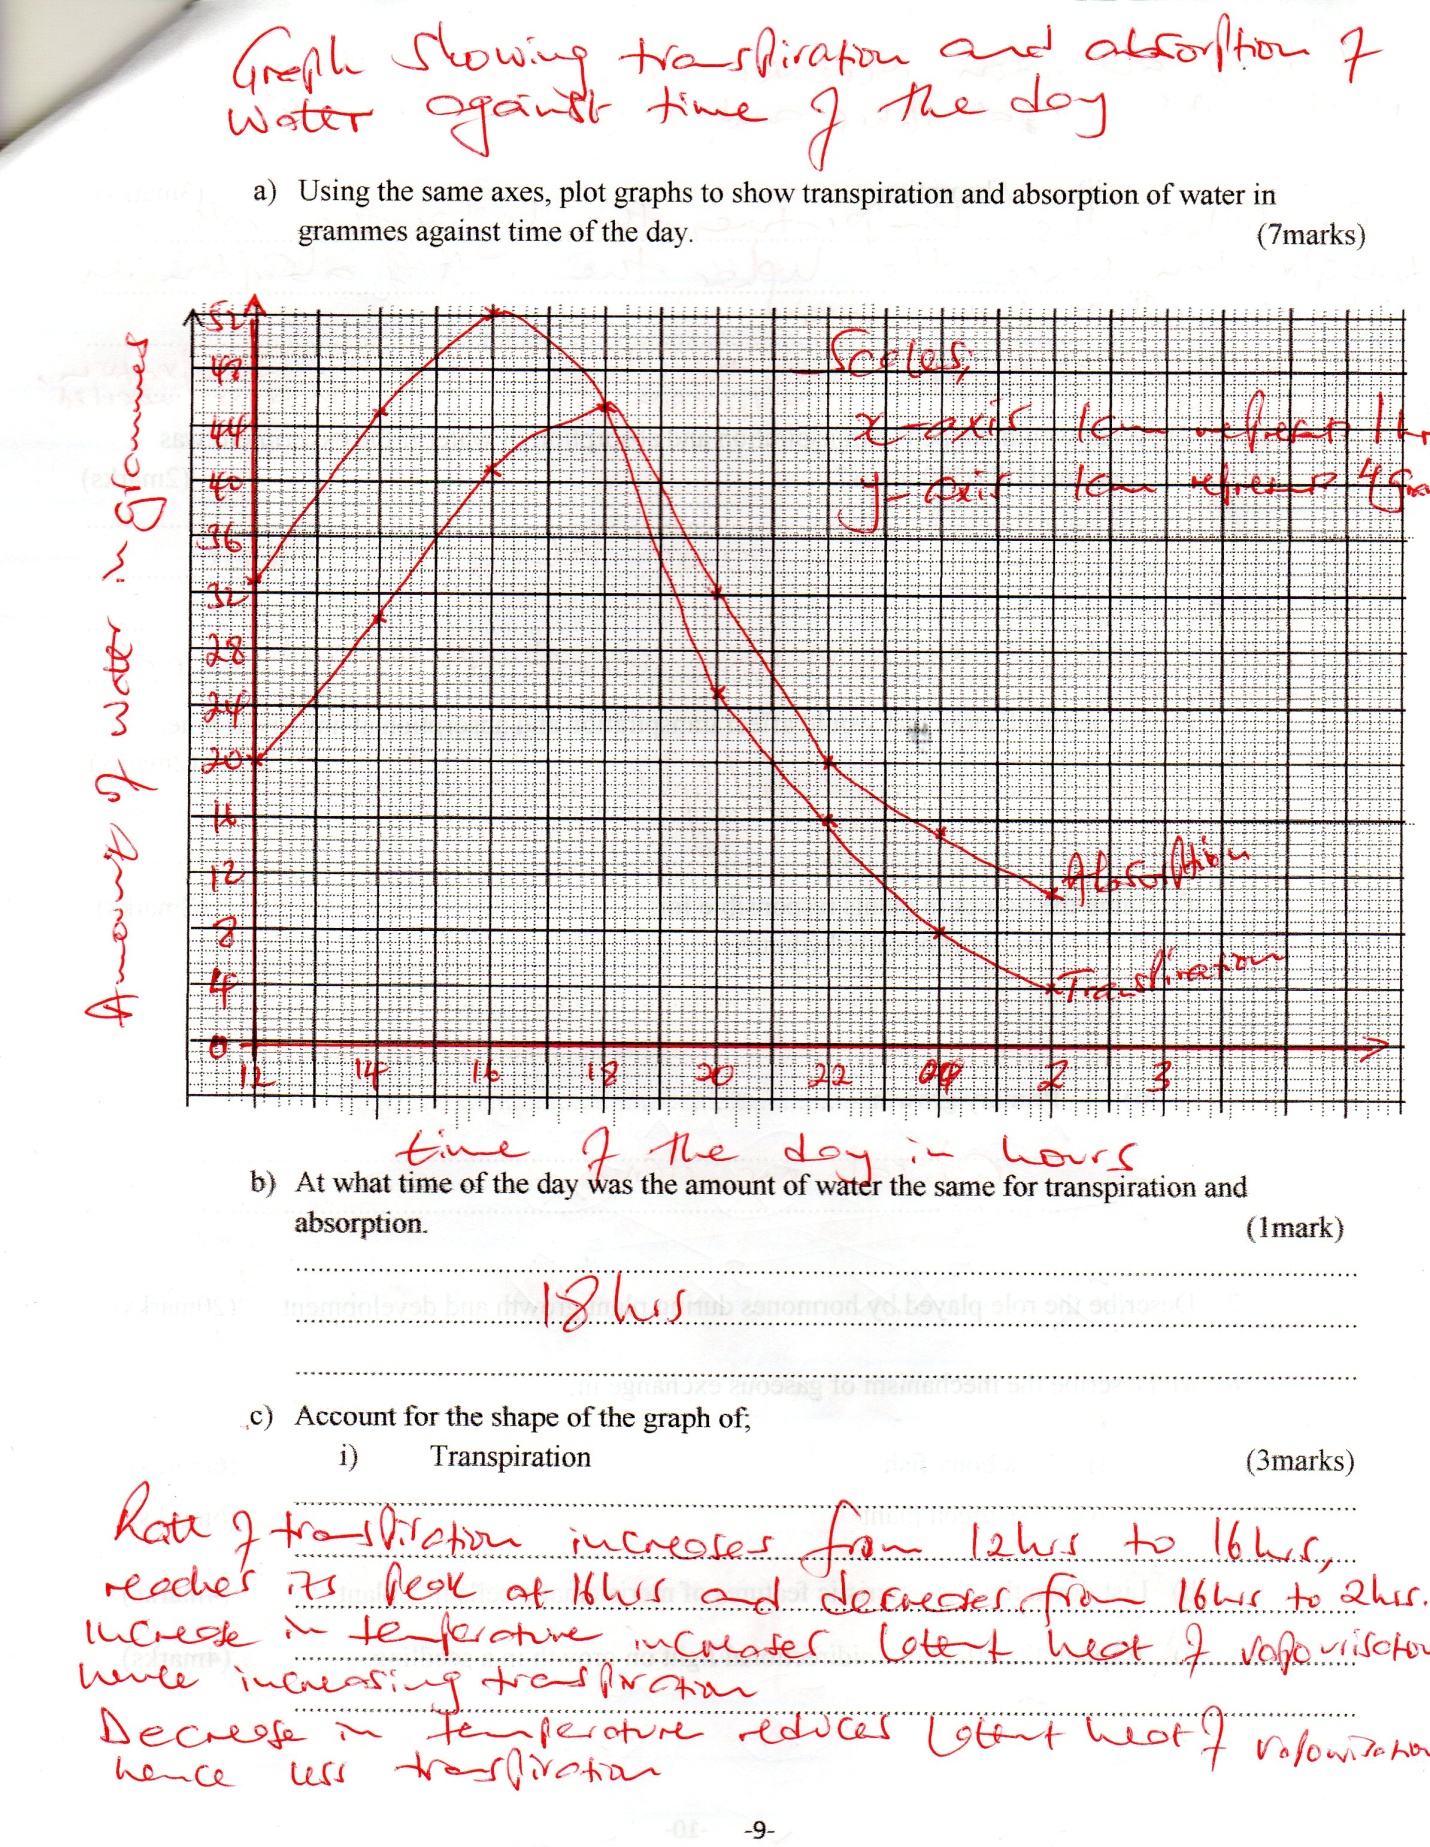 Graph showing transpiration and absorption of
water against time of the day
a) Using the same axes, plot graphs to show transpiration and absorption of water in
grammes against time of the day. (7marks)
52
48
44
40
36
32
28
24
20
16
12
8
4
0
Amount of water in grammes
Scales;
x-axis 1cm represents 1hr
y-axis 1cm represents 4gra
Absorption
Transpiration
12 14 16 18 20 22 24 2 3
time of the day in hours
b) At what time of the day was the amount of water the same for transpiration and
absorption. (1mark)
18hrs
c) Account for the shape of the graph of;
i) Transpiration (3marks)
Rate of transpiration increases from 12hrs to 16hrs,
reaches its peak at 16hrs and decreases from 16hrs to 2hrs.
Increase in temperature increases latent heat of vapourisation
hence increasing transpiration
Decrease in temperature reduces latent heat of vapourisation
hence less transpiration
-9-